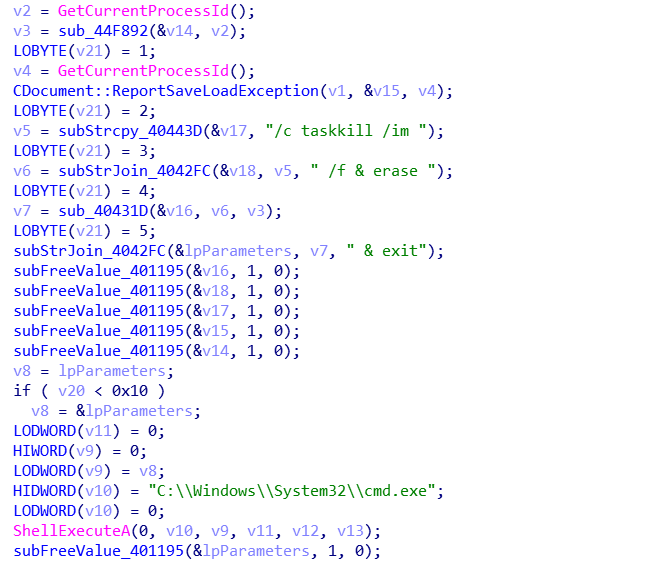 v2 = GetCurrentProcessId();
v3 = sub_44F892(&v14, v2);
LOBYTE(v21) = 1;
v4 = GetCurrentProcessId();
CDocument::ReportSaveLoadException(v1, &v15, v4);
LOBYTE(v21) = 2;
v5 = subStrcpy_40443D(&v17, "/c taskkill /im ");
LOBYTE(v21) = 3;
v6 = subStrJoin_4042FC(&v18, v5, " /f & erase ");
LOBYTE(v21) = 4;
v7 = sub_40431D(&v16, v6, v3);
LOBYTE(v21) = 5;
subStrJoin_4042FC(&lpParameters, v7, " & exit");
subFreeValue_401195(&v16, 1, 0);
subFreeValue_401195(&v18, 1, 0);
subFreeValue_401195(&v17, 1, 0);
subFreeValue_401195(&v15, 1, 0);
subFreeValue_401195(&v14, 1, 0);
v8 = lpParameters;
if ( v20 < 0x10 )
  v8 = &lpParameters;
LODWORD(v11) = 0;
HIWORD(v9) = 0;
LODWORD(v9) = v8;
HIDWORD(v10) = "C:\\Windows\\System32\\cmd.exe";
LODWORD(v10) = 0;
ShellExecuteA(0, v10, v9, v11, v12, v13);
subFreeValue_401195(&lpParameters, 1, 0);